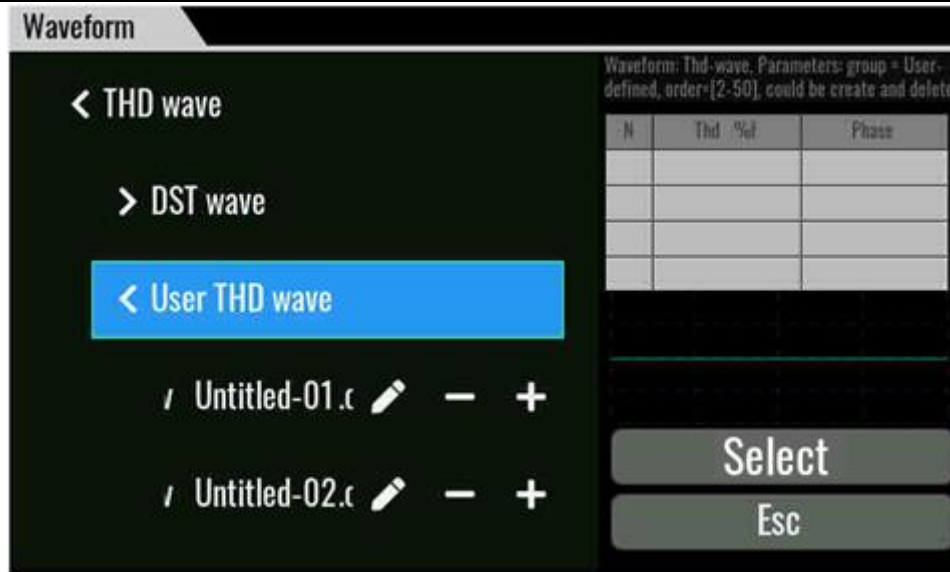 Waveform
< THD wave
> DST wave
< User THD wave
Untitled-01.c
Untitled-02.c
Waveform: Thd-wave, Parameters: group = User-
defined, order=[2-50], could be create and delete
N Thd %f Phase
Select
Esc